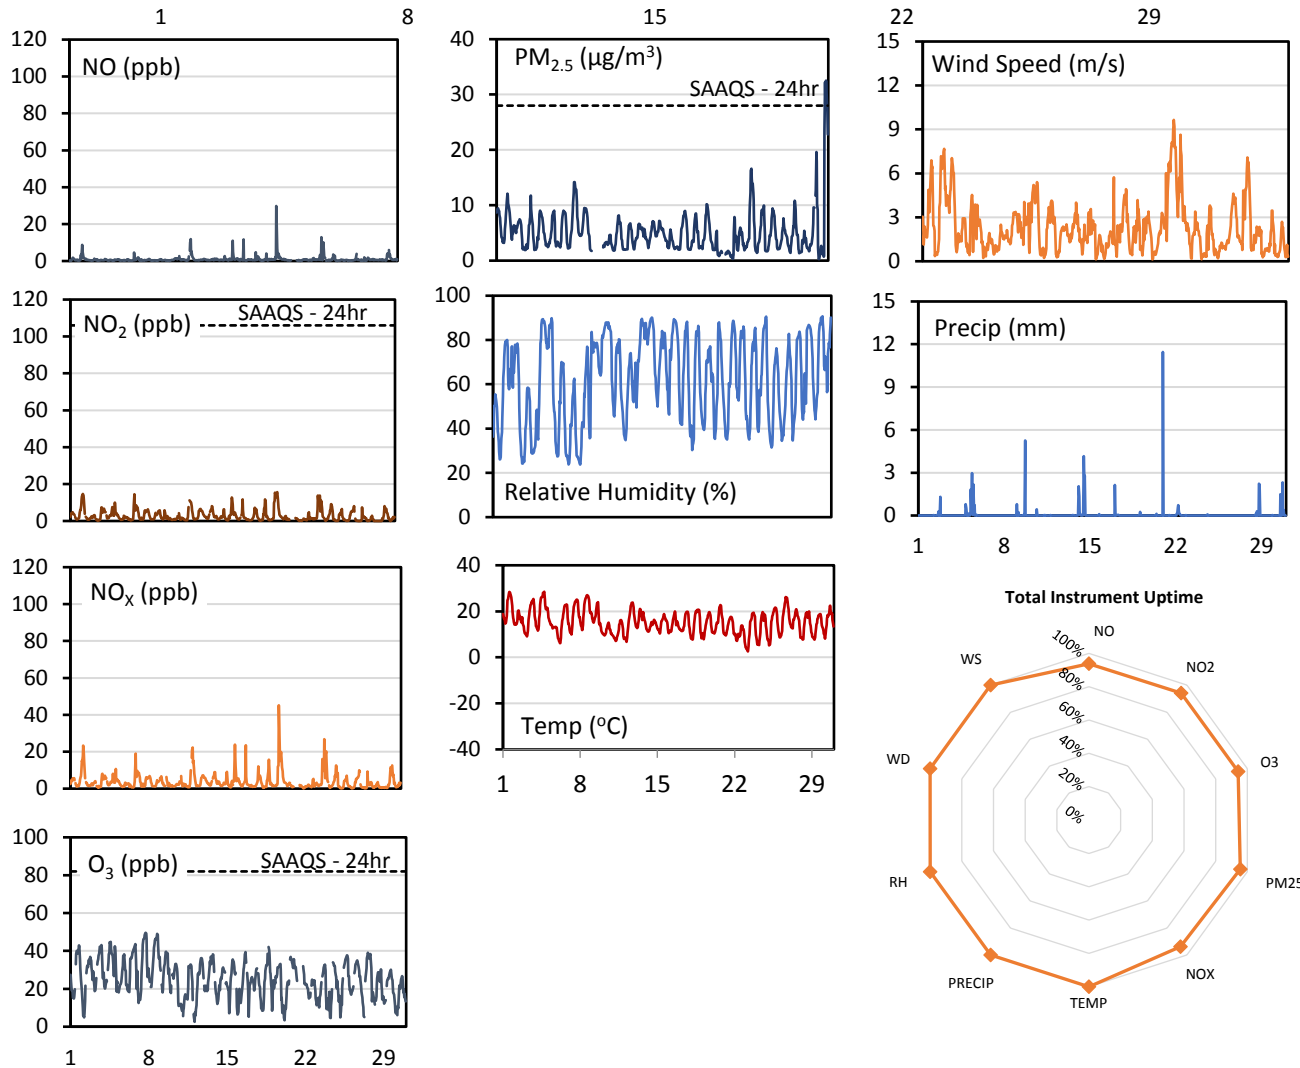 1 8 15 22 29
NO (ppb)
120
100
80
60
40
20
0
PM2.5 (µg/m3)
SAAQS - 24hr
40
30
20
10
0
Wind Speed (m/s)
15
12
9
6
3
0
NO2 (ppb)
SAAQS - 24hr
120
100
80
60
40
20
0
Relative Humidity (%)
100
80
60
40
20
0
Precip (mm)
15
12
9
6
3
0
1 8 15 22 29
NOX (ppb)
120
100
80
60
40
20
0
Temp (oC)
40
20
0
-20
-40
1 8 15 22 29
O3 (ppb)
SAAQS - 24hr
100
80
60
40
20
0
1 8 15 22 29
Total Instrument Uptime
NO
NO2
O3
PM25
NOX
TEMP
PRECIP
RH
WD
WS
100%
80%
60%
40%
20%
0%